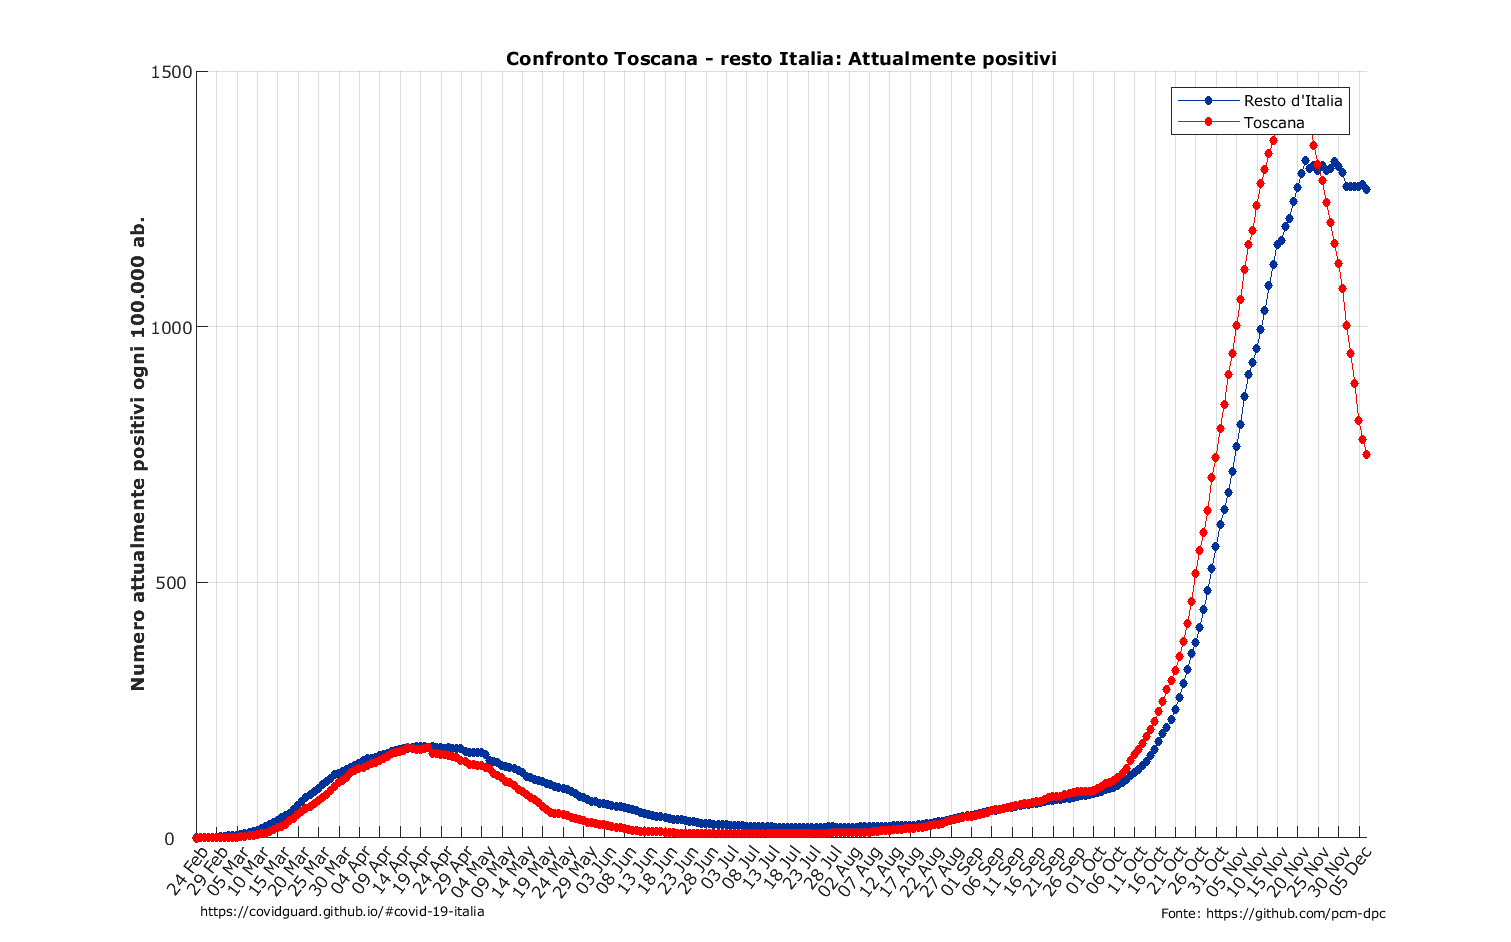 Confronto Toscana - resto Italia: Attualmente positivi
1500
1000
500
0
Numero attualmente positivi ogni 100.000 ab.
Resto d'Italia
Toscana
24 Feb
29 Feb
05 Mar
10 Mar
15 Mar
20 Mar
25 Mar
30 Mar
04 Apr
09 Apr
14 Apr
19 Apr
24 Apr
29 Apr
04 May
09 May
14 May
19 May
24 May
29 May
03 Jun
08 Jun
13 Jun
18 Jun
23 Jun
28 Jun
03 Jul
08 Jul
13 Jul
18 Jul
23 Jul
28 Jul
02 Aug
07 Aug
12 Aug
17 Aug
22 Aug
27 Aug
01 Sep
06 Sep
11 Sep
16 Sep
21 Sep
26 Sep
01 Oct
06 Oct
11 Oct
16 Oct
21 Oct
26 Oct
31 Oct
05 Nov
10 Nov
15 Nov
20 Nov
25 Nov
30 Nov
05 Dec
https://covidguard.github.io/#covid-19-italia
Fonte: https://github.com/pcm-dpc